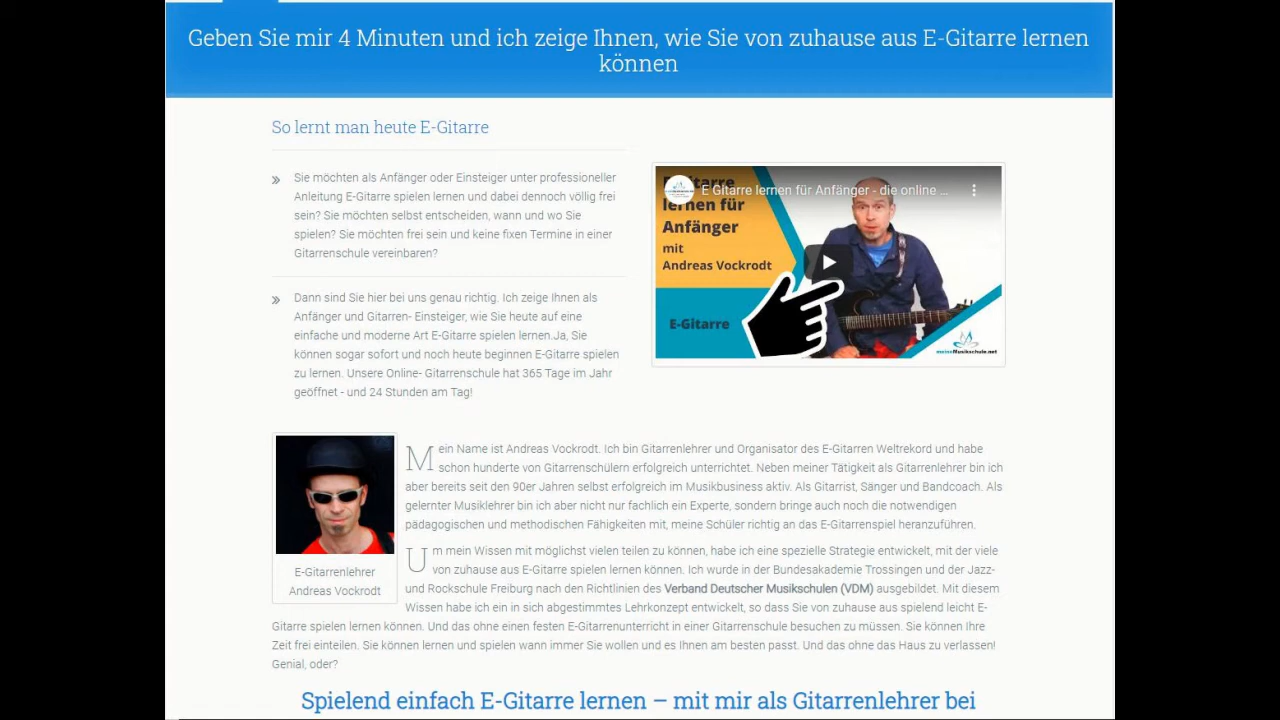 Geben Sie mir 4 Minuten und ich zeige Ihnen, wie Sie von zuhause aus E-Gitarre lernen
können
So lernt man heute E-Gitarre
Sie möchten als Anfänger oder Einsteiger unter professioneller
Anleitung E-Gitarre spielen lernen und dabei dennoch völlig frei
sein? Sie möchten selbst entscheiden, wann und wo Sie
spielen? Sie möchten frei sein und keine fixen Termine in einer
Gitarrenschule vereinbaren?
Dann sind Sie hier bei uns genau richtig. Ich zeige Ihnen als
Anfänger und Gitarren- Einsteiger, wie Sie heute auf eine
einfache und moderne Art E-Gitarre spielen lernen.Ja, Sie
können sogar sofort und noch heute beginnen E-Gitarre spielen
zu lernen. Unsere Online- Gitarrenschule hat 365 Tage im Jahr
geöffnet - und 24 Stunden am Tag!
E Gitarre lernen für Anfänger - die online ...
E-Gitarre
lernen für
Anfänger
mit
Andreas Vockrodt
E-Gitarre
meineMusikschule.net
E-Gitarrenlehrer
Andreas Vockrodt
Mein Name ist Andreas Vockrodt. Ich bin Gitarrenlehrer und Organisator des E-Gitarren Weltrekord und habe
schon hunderte von Gitarrenschülern erfolgreich unterrichtet. Neben meiner Tätigkeit als Gitarrenlehrer bin ich
aber bereits seit den 90er Jahren selbst erfolgreich im Musikbusiness aktiv. Als Gitarrist, Sänger und Bandcoach. Als
gelernter Musiklehrer bin ich aber nicht nur fachlich ein Experte, sondern bringe auch noch die notwendigen
pädagogischen und methodischen Fähigkeiten mit, meine Schüler richtig an das E-Gitarrenspiel heranzuführen.
Um mein Wissen mit möglichst vielen teilen zu können, habe ich eine spezielle Strategie entwickelt, mit der viele
von zuhause aus E-Gitarre spielen lernen können. Ich wurde in der Bundesakademie Trossingen und der Jazz-
und Rockschule Freiburg nach den Richtlinien des Verband Deutscher Musikschulen (VDM) ausgebildet. Mit diesem
Wissen habe ich ein in sich abgestimmtes Lehrkonzept entwickelt, so dass Sie von zuhause aus spielend leicht E-
Gitarre spielen lernen können. Und das ohne einen festen E-Gitarrenunterricht in einer Gitarrenschule besuchen zu müssen. Sie können Ihre
Zeit frei einteilen. Sie können lernen und spielen wann immer Sie wollen und es Ihnen am besten passt. Und das ohne das Haus zu verlassen!
Genial, oder?
Spielend einfach E-Gitarre lernen – mit mir als Gitarrenlehrer bei